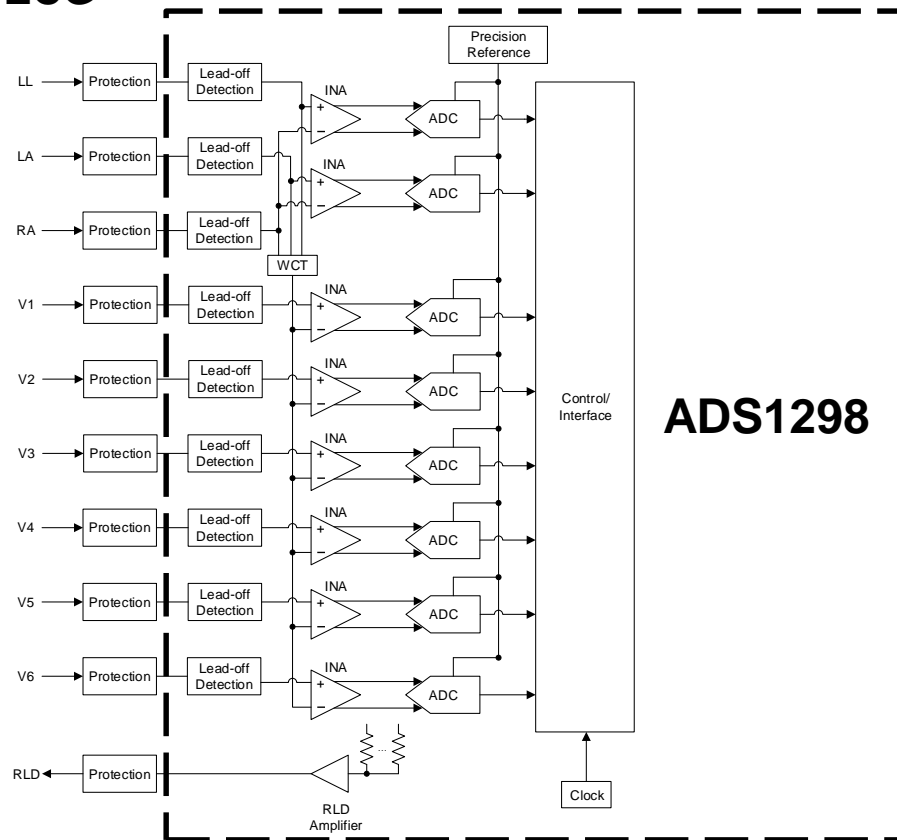 Precision
Reference
LL
Protection
Lead-off
Detection
INA
+
−
ADC
LA
Protection
Lead-off
Detection
INA
+
−
ADC
RA
Protection
Lead-off
Detection
WCT
V1
Protection
Lead-off
Detection
INA
+
−
ADC
V2
Protection
Lead-off
Detection
INA
+
−
ADC
Control/
Interface
ADS1298
V3
Protection
Lead-off
Detection
INA
+
−
ADC
V4
Protection
Lead-off
Detection
INA
+
−
ADC
V5
Protection
Lead-off
Detection
INA
+
−
ADC
V6
Protection
Lead-off
Detection
INA
+
−
ADC
...
RLD
Protection
RLD
Amplifier
Clock